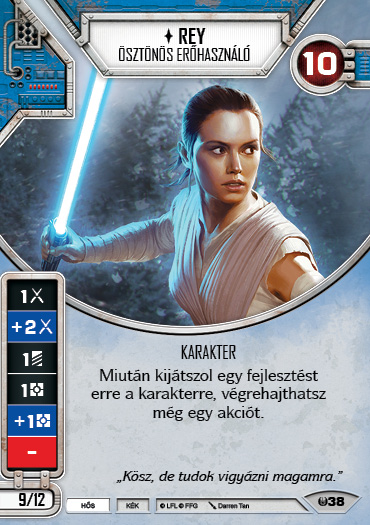 REY
ÖSZTÖNÖS ERŐHASZNÁLÓ
10
1
+2
1
1
+1
-
9/12
KARAKTER
Miután kijátszol egy fejlesztést
erre a karakterre, végrehajthatsz
még egy akciót.
„Kösz, de tudok vigyázni magamra.”
HŐS
KÉK
© LFL © FFG
Darren Tan
38